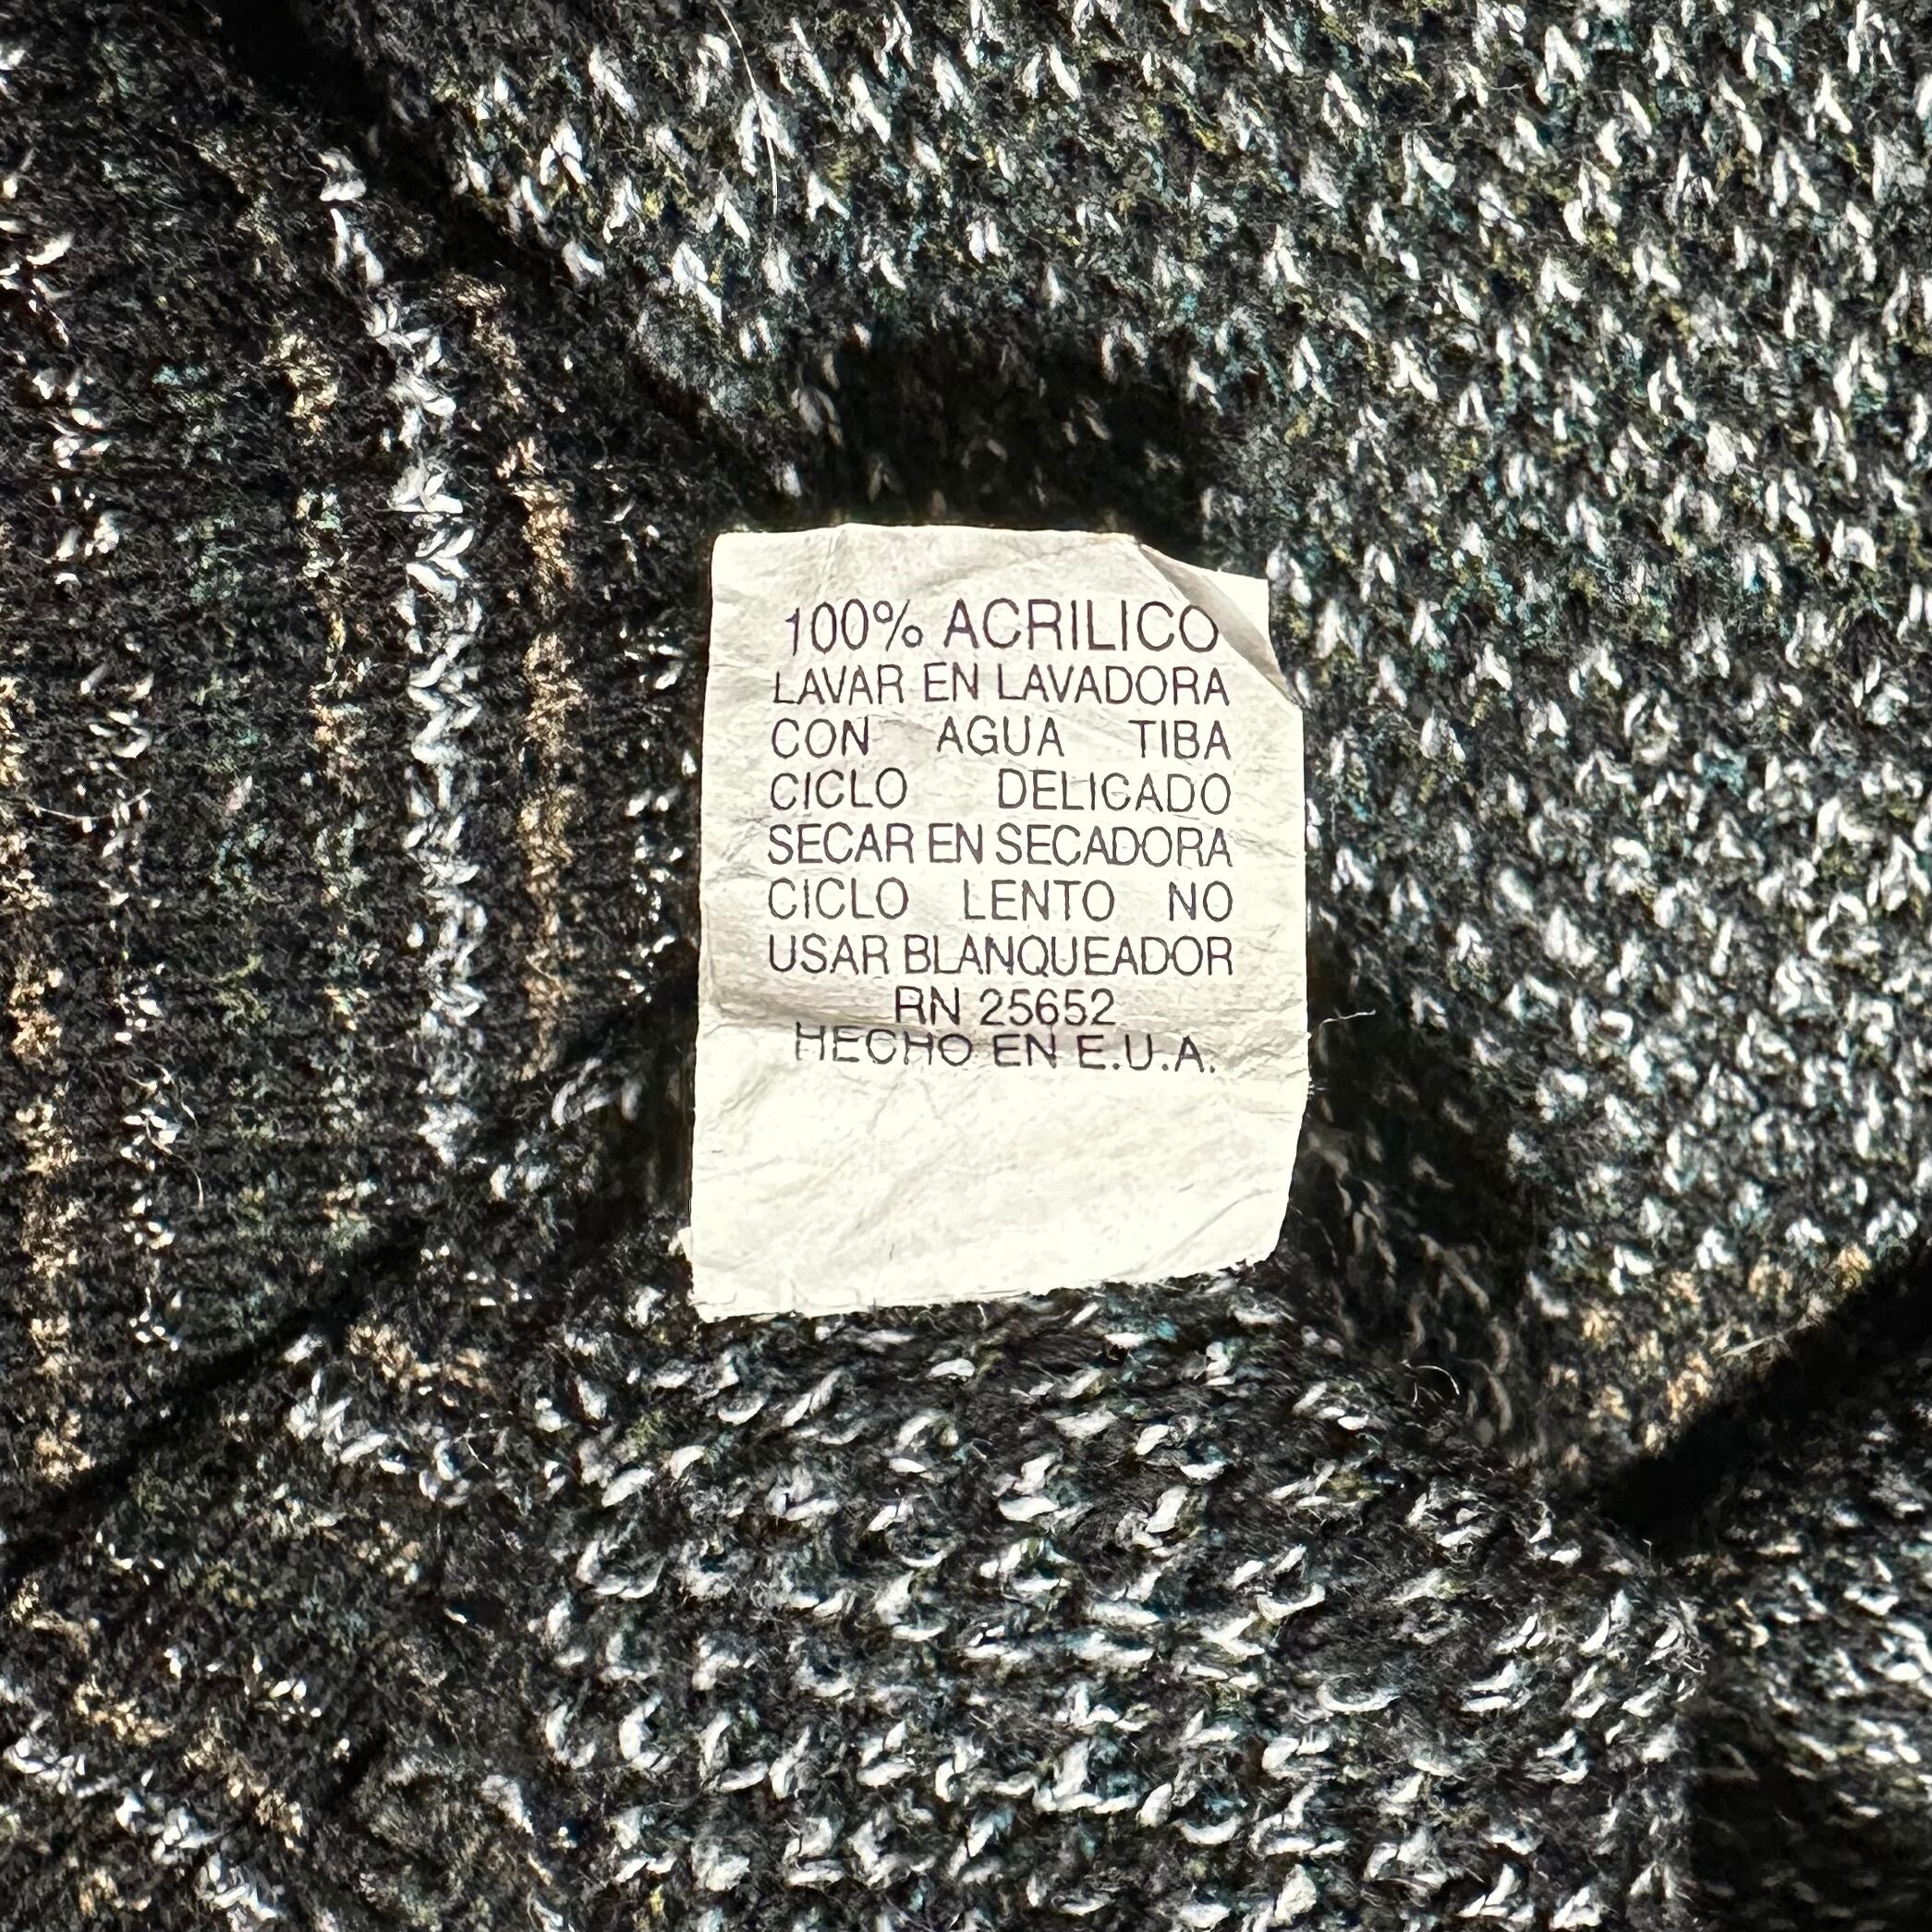 100% ACRILICO
LAVAR EN LAVADORA
CON AGUA TIBA
CICLO DELICADO
SECAR EN SECADORA
CICLO LENTO NO
USAR BLANQUEADOR
RN 25652
HECHO EN E.U.A.